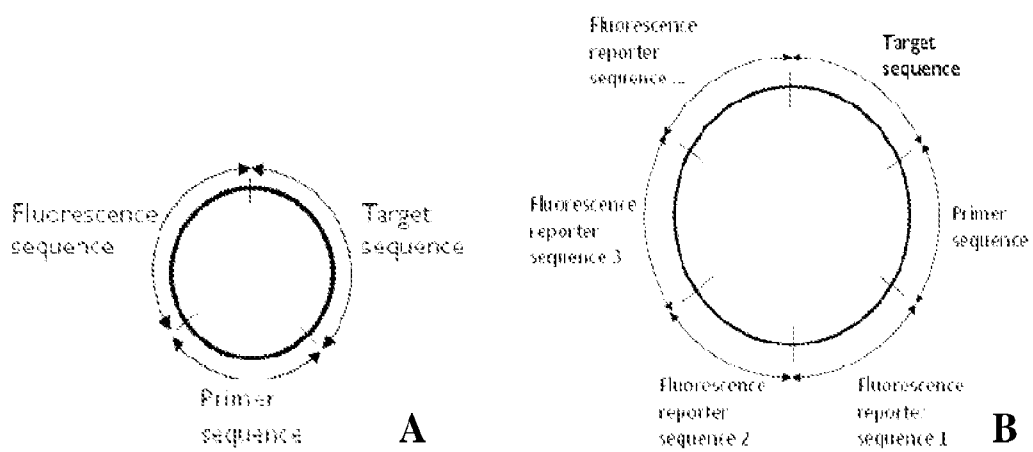 Fluorescence
sequence
Target
sequence
Primer
sequence
A
Fluorescence
reporter
sequence ...
Target
sequence
Fluorescence
reporter
sequence 3
Primer
sequence
Fluorescence
reporter
sequence 2
Fluorescence
reporter
sequence 1
B